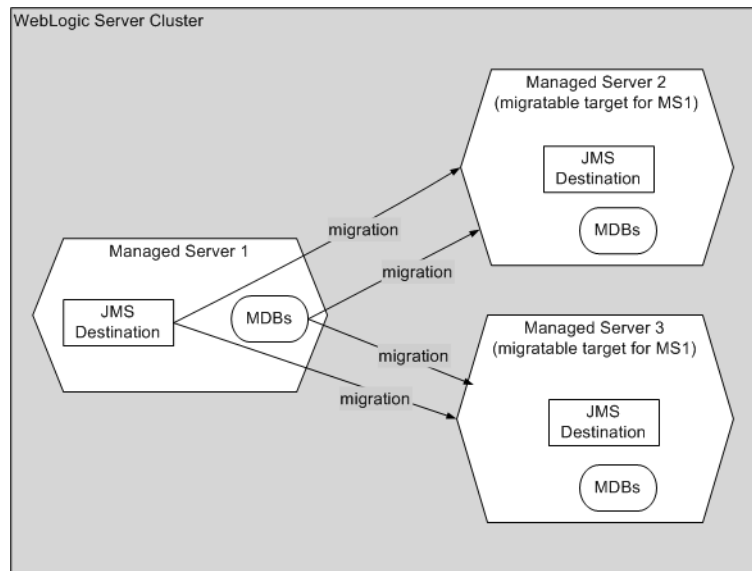 WebLogic Server Cluster
Managed Server 2
(migratable target for MS1)
JMS
Destination
MDBs
migration
migration
Managed Server 1
JMS
Destination
MDBs
migration
migration
Managed Server 3
(migratable target for MS1)
JMS
Destination
MDBs